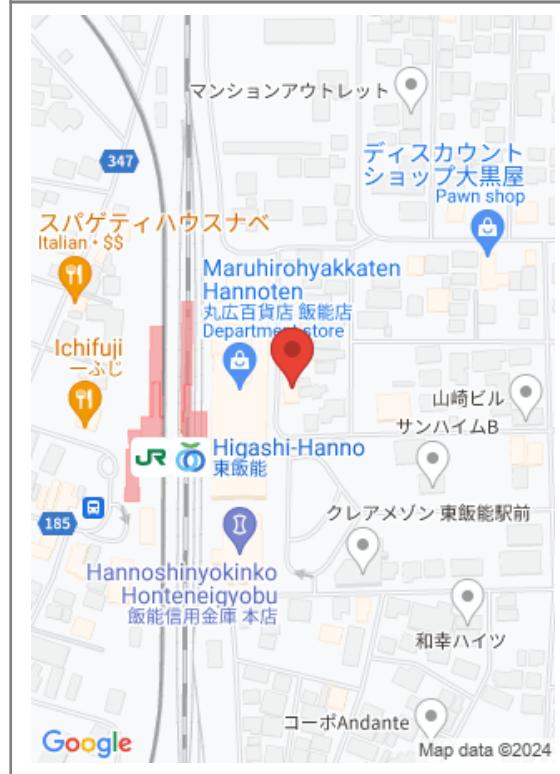 マンションアウトレット
ディスカウント
ショップ大黒屋
Pawn shop
347
スパゲティハウスナベ
Italian • $$
Maruhirohyakkaten
Hannoten
丸広百貨店 飯能店
Department store
Ichifuji
一ふじ
山崎ビル
サンハイムB
JR
Higashi-Hanno
東飯能
185
クレアメゾン 東飯能駅前
Hannoshinyokinko
Honteneigyobu
飯能信用金庫 本店
和幸ハイツ
コーポAndante
Google
Map data ©2024